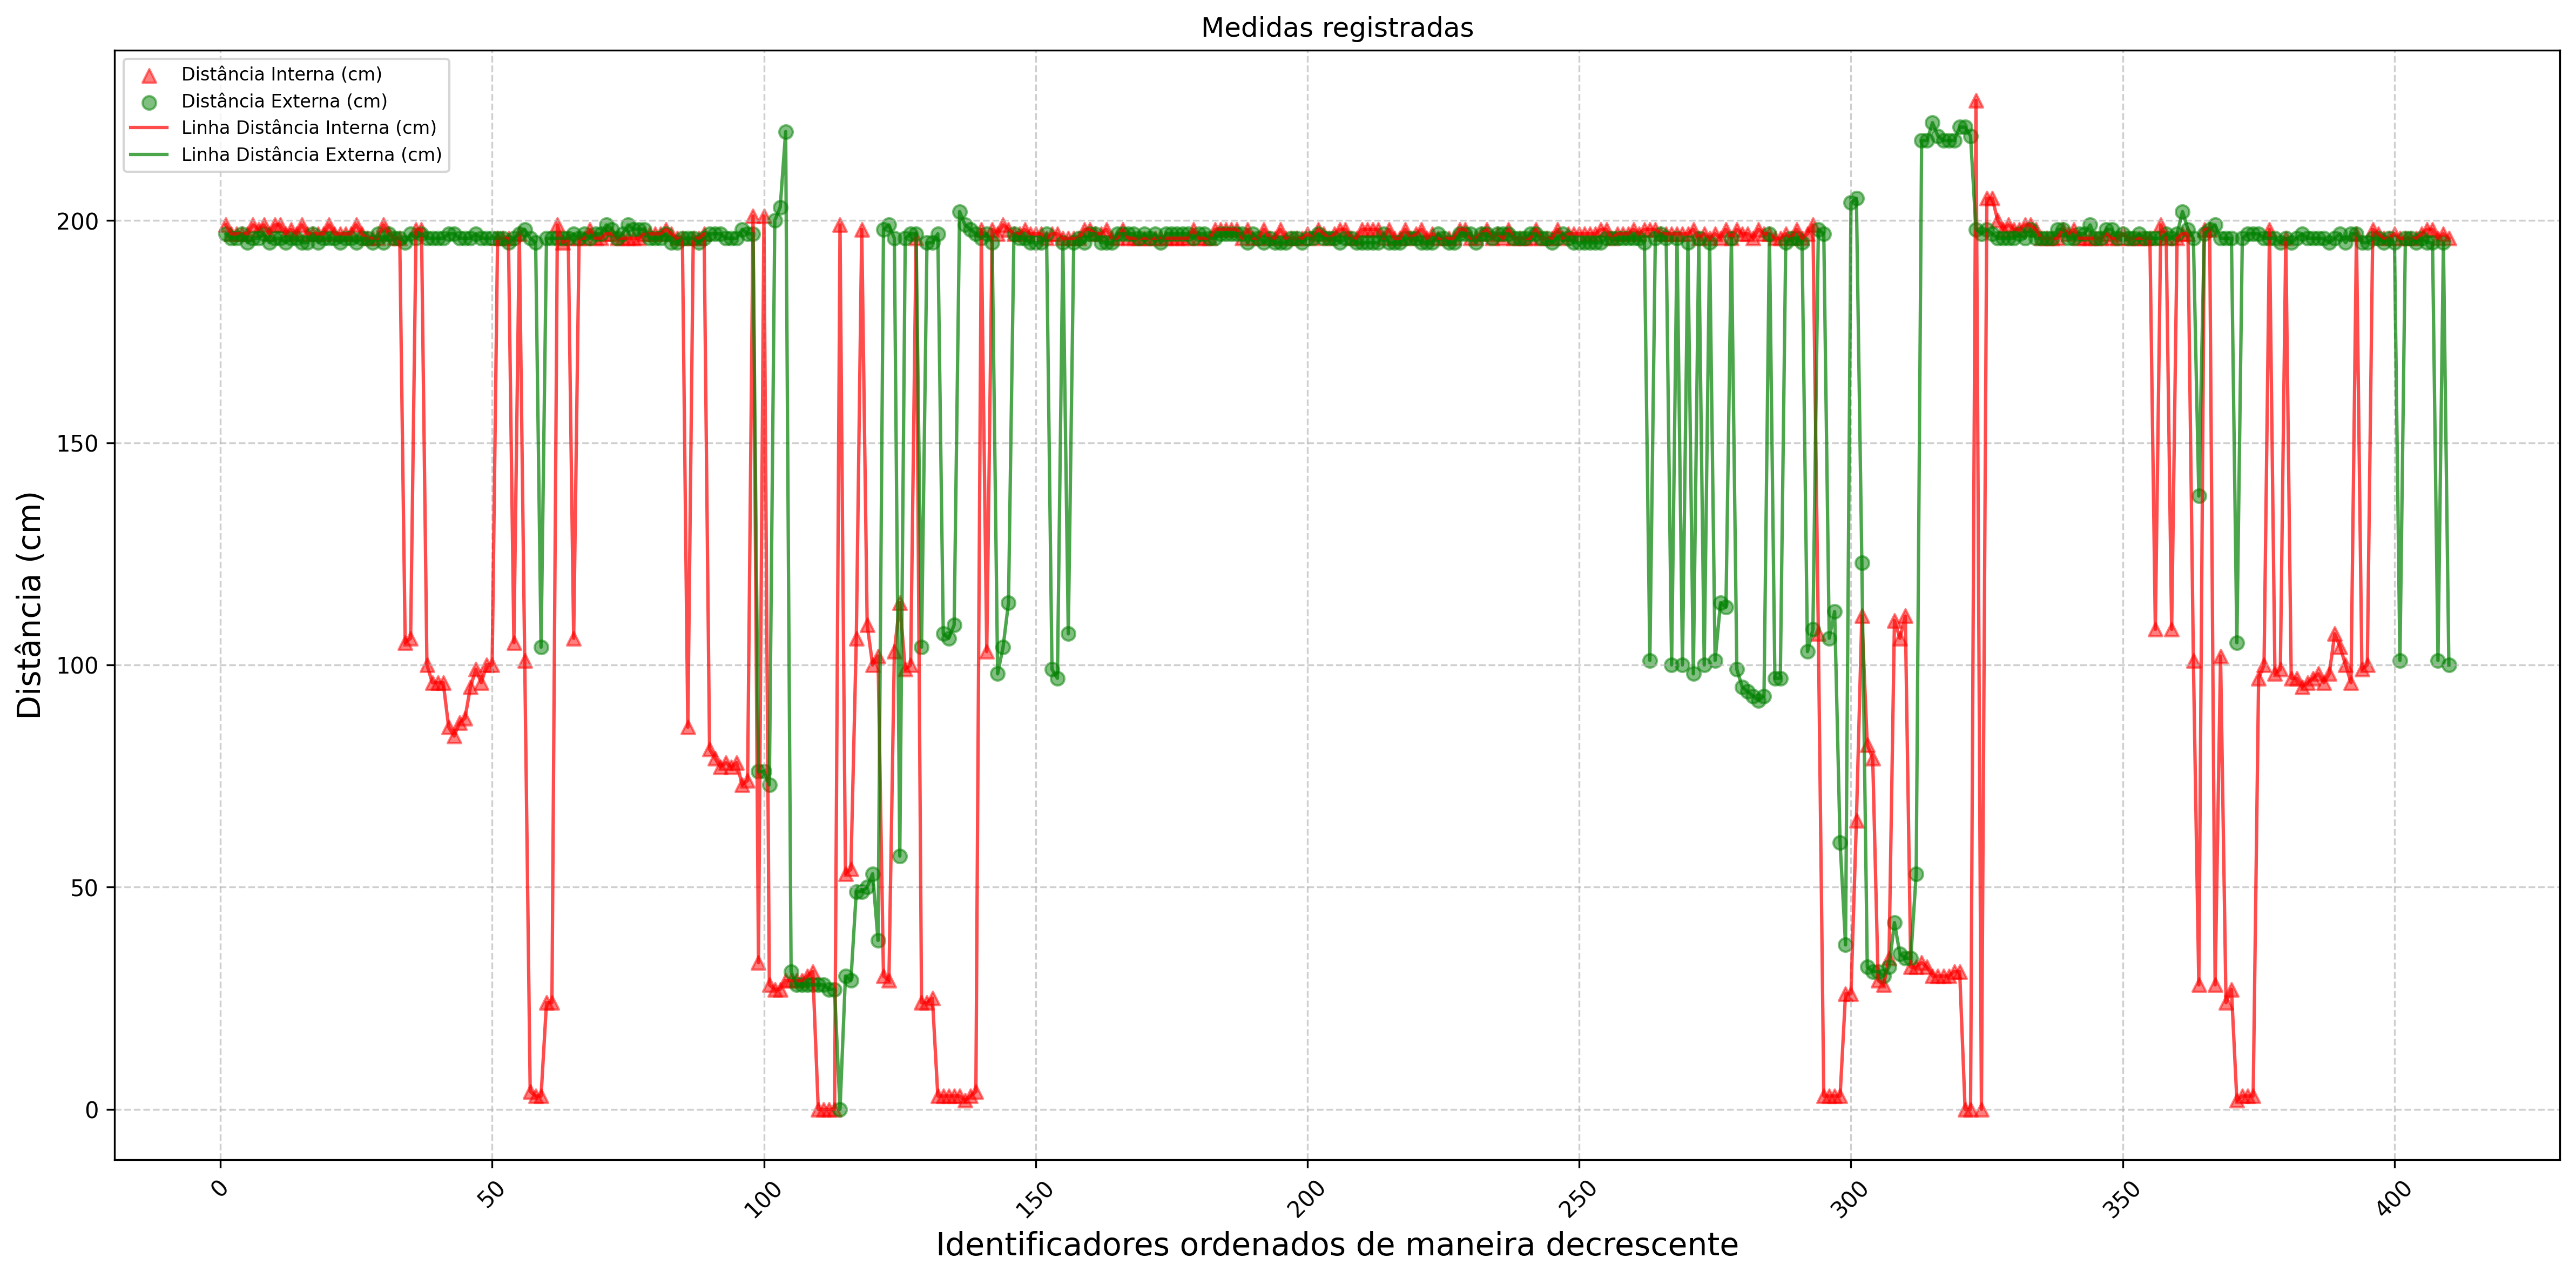 Medidas registradas
Distância Interna (cm)
Distância Externa (cm)
Linha Distância Interna (cm)
Linha Distância Externa (cm)
Distância (cm)
200
150
100
50
0
0 50 100 150 200 250 300 350 400
Identificadores ordenados de maneira decrescente